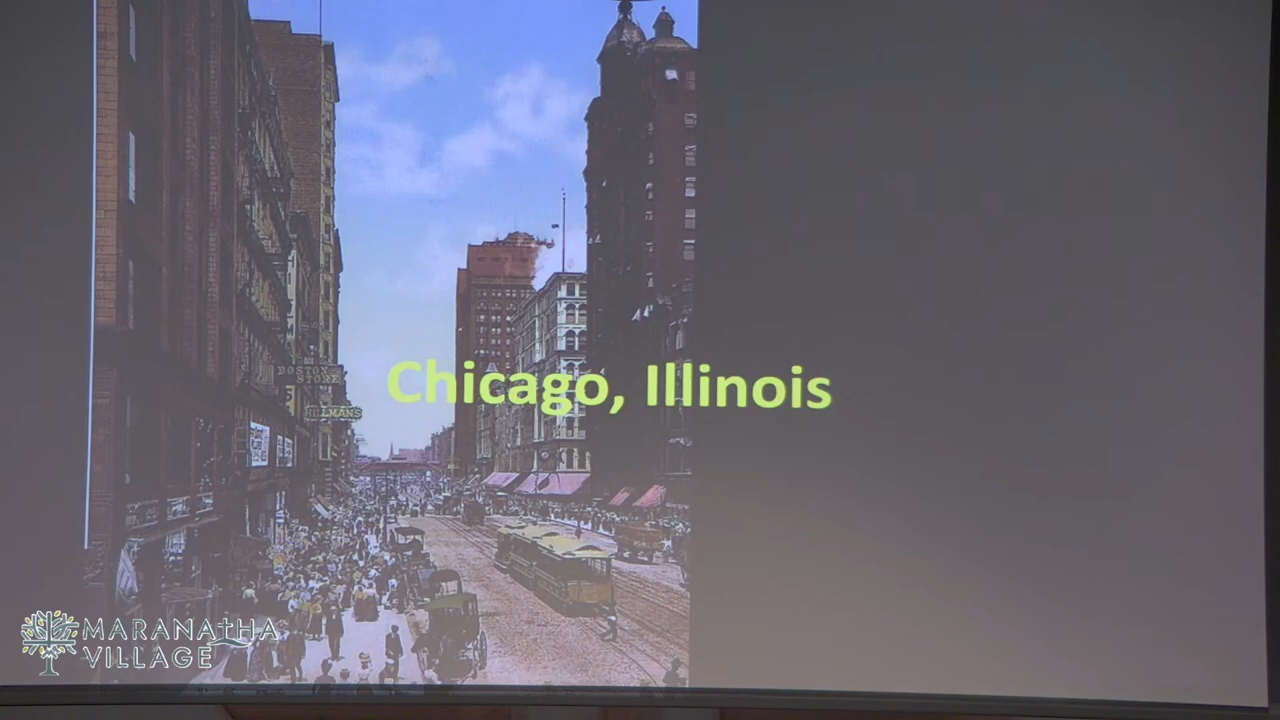 BOSTON
STORE
HILLMANS
Chicago, Illinois
MARANATHA
VILLAGE